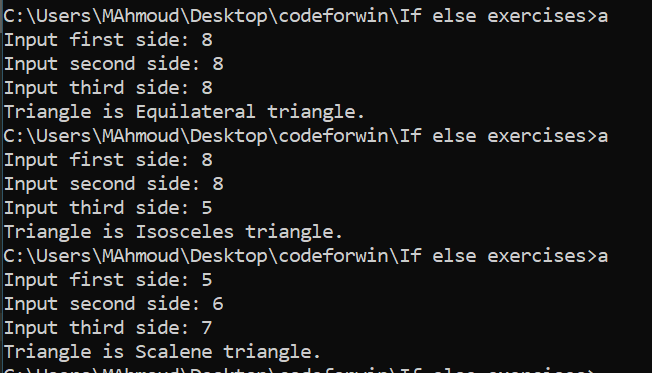 C:\Users\MAhmoud\Desktop\codeforwin\If else exercises>a
Input first side: 8
Input second side: 8
Input third side: 8
Triangle is Equilateral triangle.
C:\Users\MAhmoud\Desktop\codeforwin\If else exercises>a
Input first side: 8
Input second side: 8
Input third side: 5
Triangle is Isosceles triangle.
C:\Users\MAhmoud\Desktop\codeforwin\If else exercises>a
Input first side: 5
Input second side: 6
Input third side: 7
Triangle is Scalene triangle.